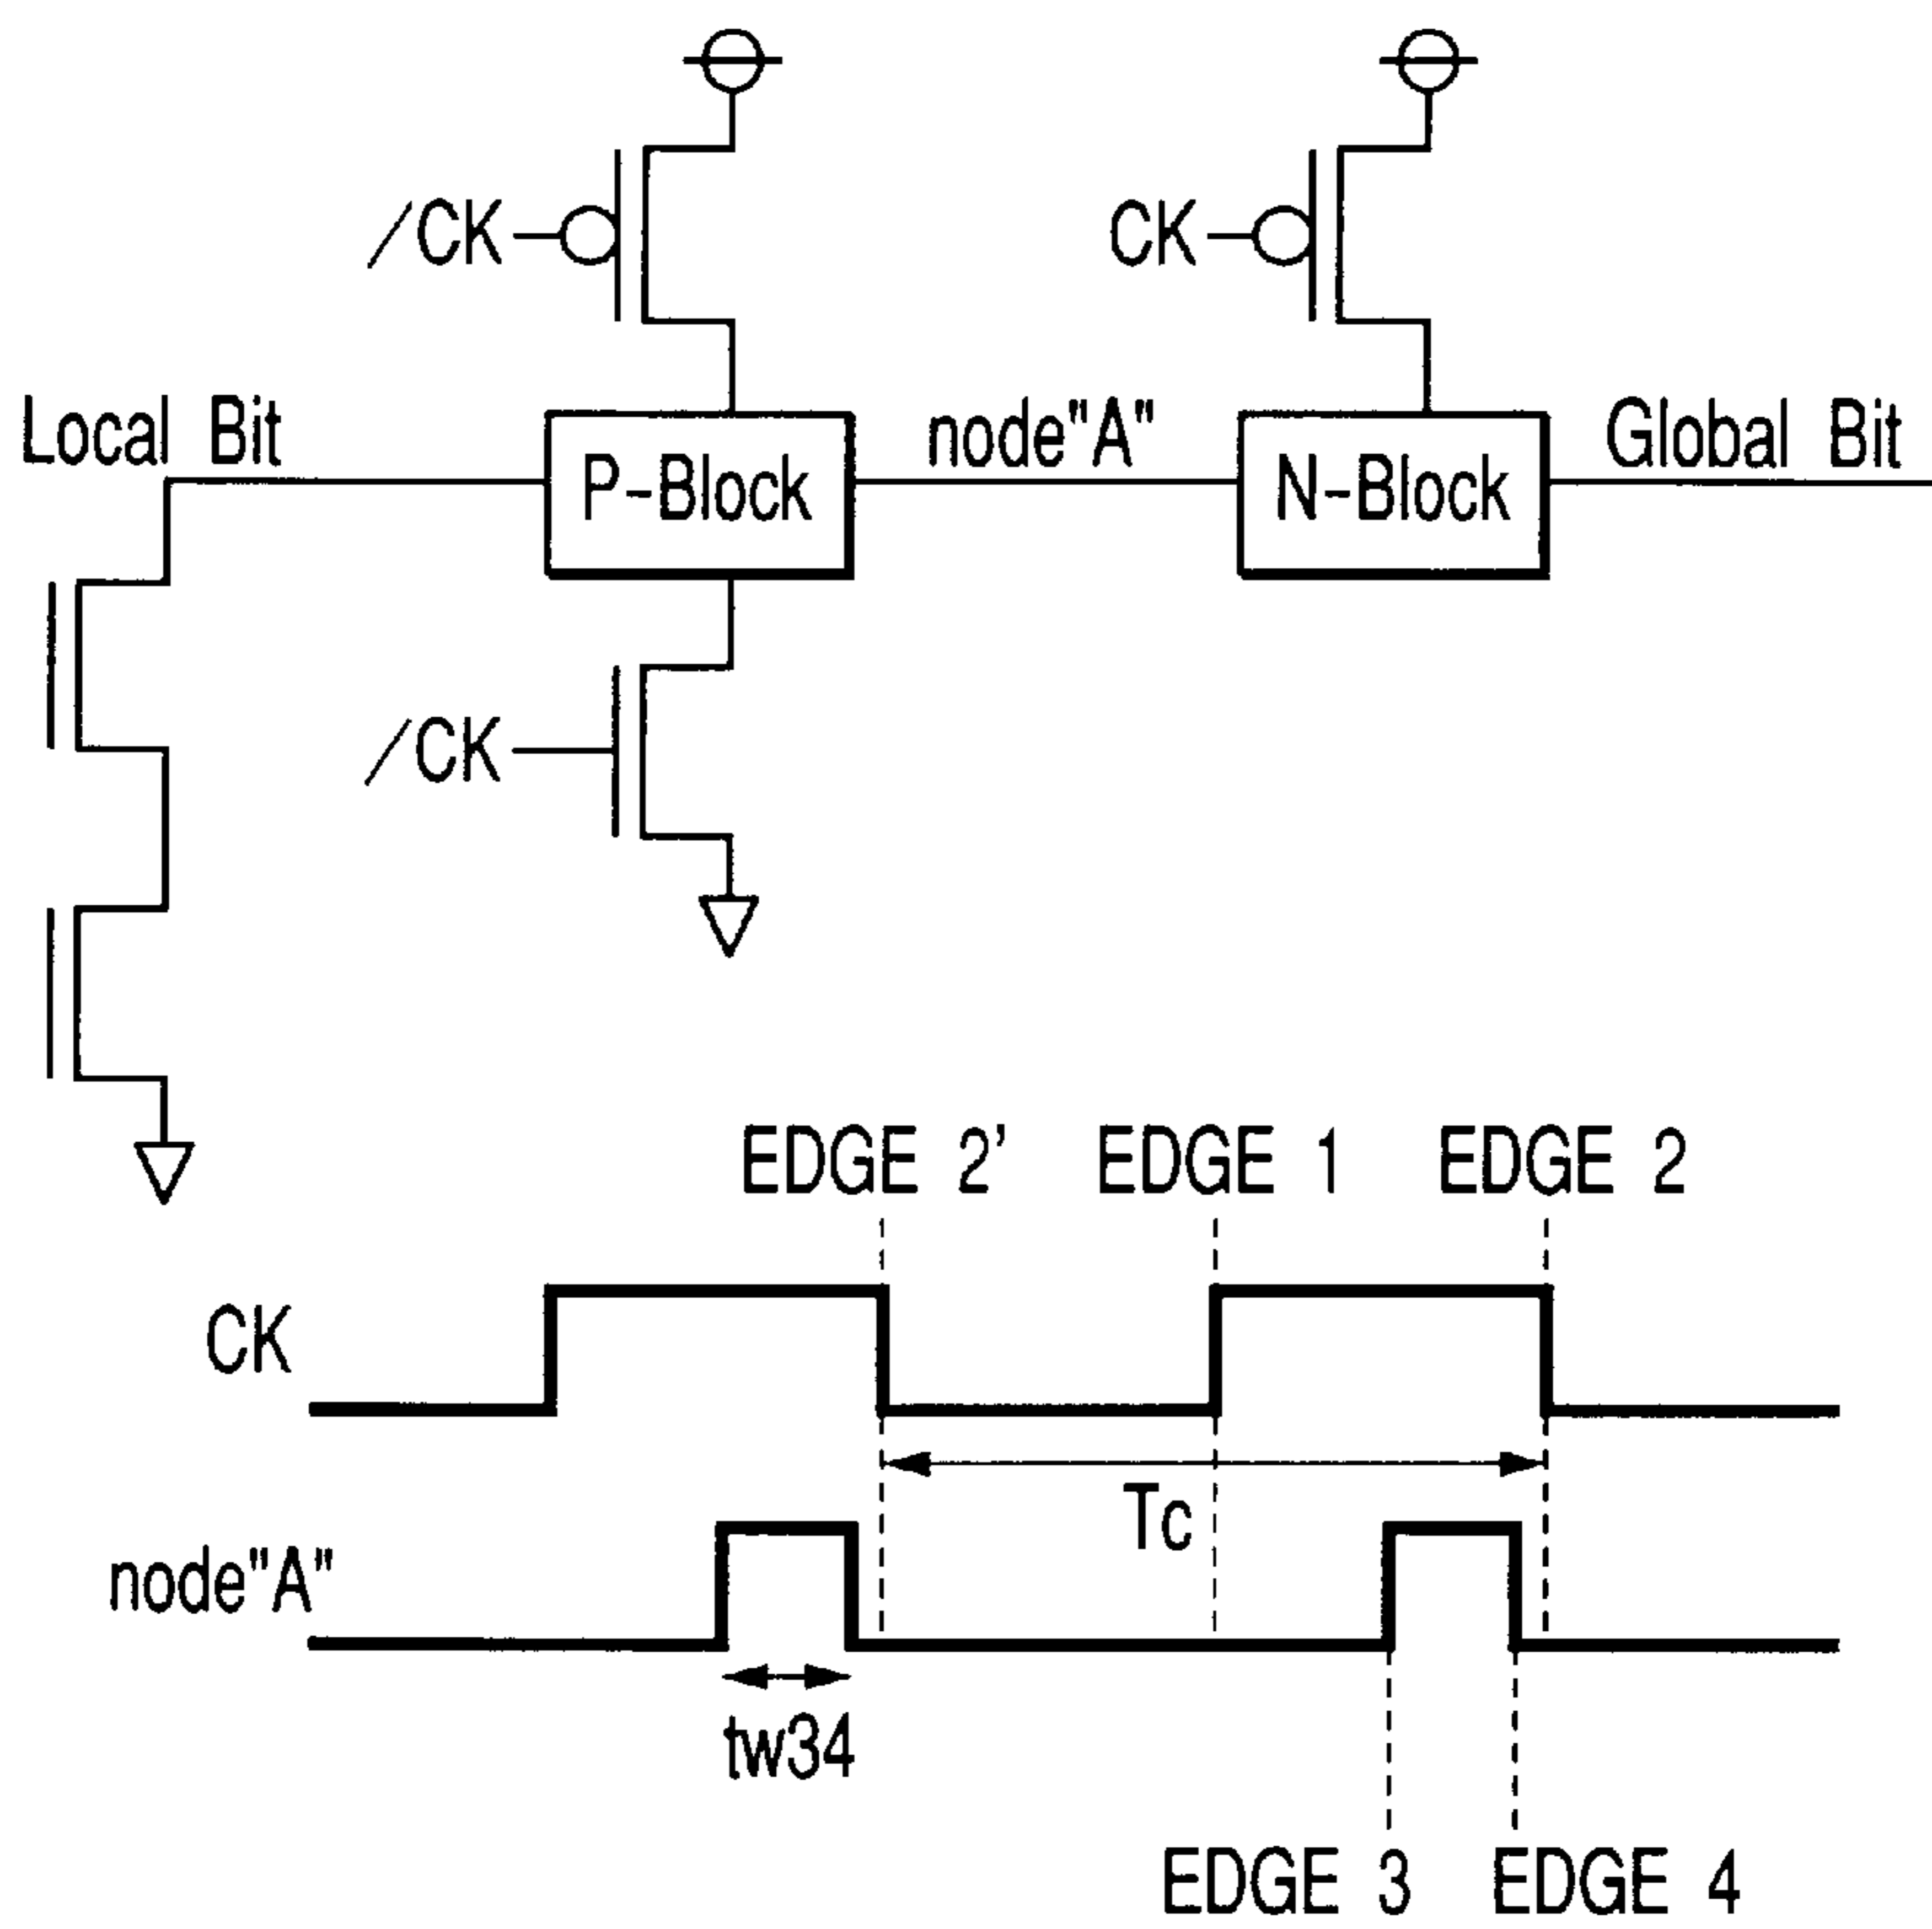 /CK
CK
Local Bit
P-Block
node"A"
N-Block
Global Bit
/CK
EDGE 2'
EDGE 1
EDGE 2
CK
Tc
node"A"
tw34
EDGE 3
EDGE 4